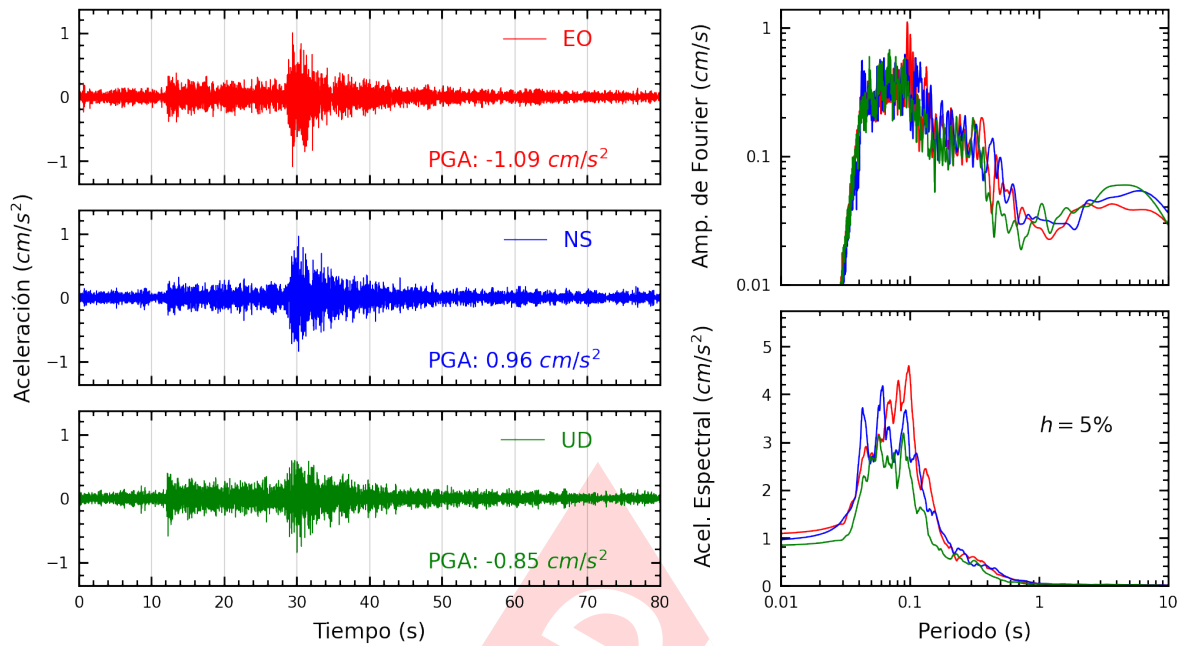 Aceleración (cm/s²)
1
0
−1
EO
PGA: -1.09 cm/s²
1
0
−1
NS
PGA: 0.96 cm/s²
1
0
−1
UD
PGA: -0.85 cm/s²
0 10 20 30 40 50 60 70 80
Tiempo (s)
Amp. de Fourier (cm/s)
1
0.1
0.01
Acel. Espectral (cm/s²)
5
4
3
2
1
0
h = 5%
0.01 0.1 1 10
Periodo (s)